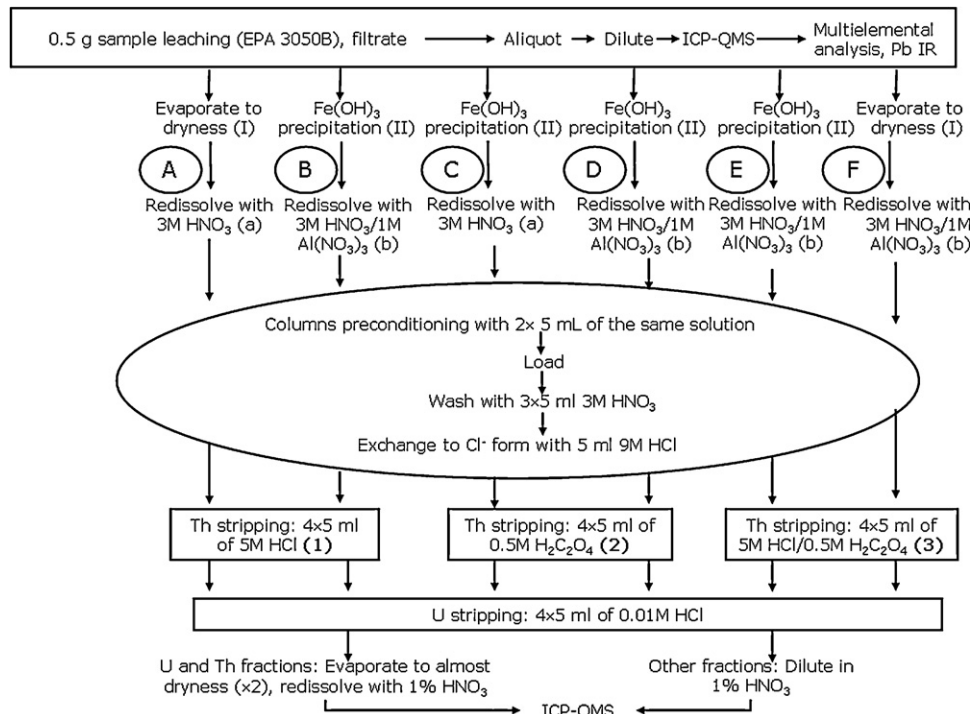 0.5 g sample leaching (EPA 3050B), filtrate → Aliquot → Dilute → ICP-QMS → Multielemental
analysis, Pb IR
Evaporate to
dryness (I)
Fe(OH)₃
precipitation (II)
Fe(OH)₃
precipitation (II)
Fe(OH)₃
precipitation (II)
Fe(OH)₃
precipitation (II)
Evaporate to
dryness (I)
A
B
C
D
E
F
Redissolve with
3M HNO₃ (a)
Redissolve with
3M HNO₃/1M
Al(NO₃)₃ (b)
Redissolve with
3M HNO₃ (a)
Redissolve with
3M HNO₃/1M
Al(NO₃)₃ (b)
Redissolve with
3M HNO₃/1M
Al(NO₃)₃ (b)
Redissolve with
3M HNO₃/1M
Al(NO₃)₃ (b)
Columns preconditioning with 2× 5 mL of the same solution
Load
Wash with 3×5 ml 3M HNO₃
Exchange to Cl⁻ form with 5 ml 9M HCl
Th stripping: 4×5 ml
of 5M HCl (1)
Th stripping: 4×5 ml of
0.5M H₂C₂O₄ (2)
Th stripping: 4×5 ml of
5M HCl/0.5M H₂C₂O₄ (3)
U stripping: 4×5 ml of 0.01M HCl
U and Th fractions: Evaporate to almost
dryness (×2), redissolve with 1% HNO₃
Other fractions: Dilute in
1% HNO₃
ICP-QMS